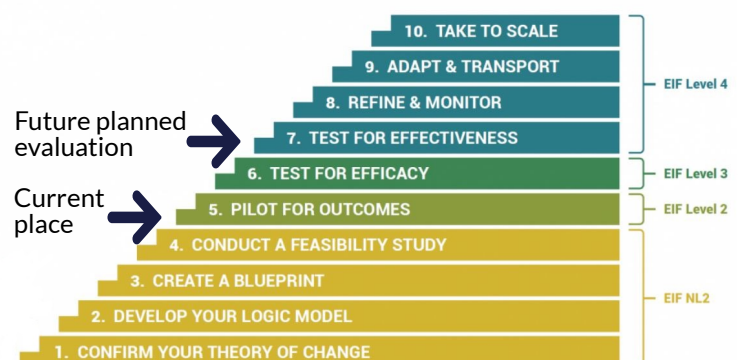 10. TAKE TO SCALE
9. ADAPT & TRANSPORT
EIF Level 4
8. REFINE & MONITOR
Future planned
evaluation
7. TEST FOR EFFECTIVENESS
6. TEST FOR EFFICACY
EIF Level 3
Current
place
5. PILOT FOR OUTCOMES
EIF Level 2
4. CONDUCT A FEASIBILITY STUDY
3. CREATE A BLUEPRINT
EIF NL2
2. DEVELOP YOUR LOGIC MODEL
1. CONFIRM YOUR THEORY OF CHANGE